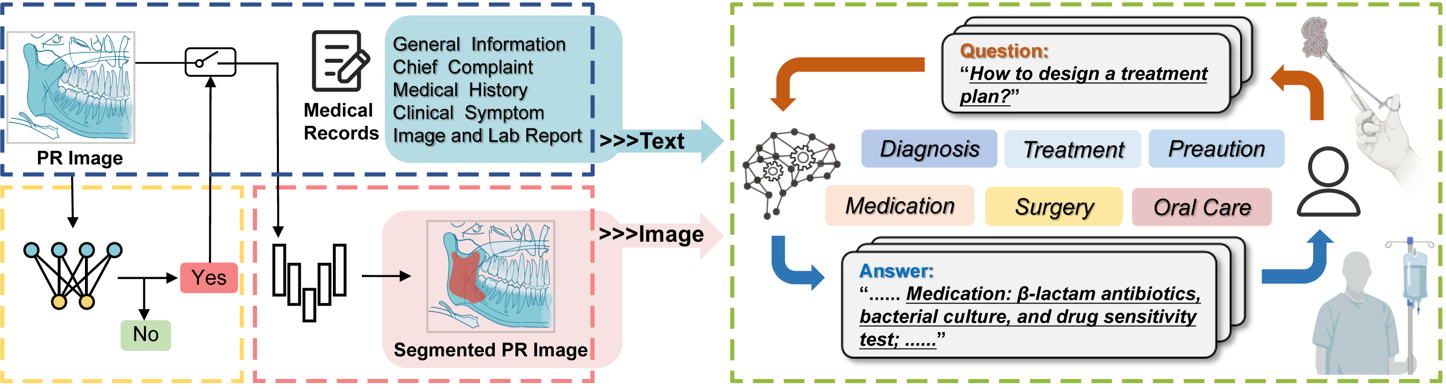 PR Image
Medical
Records
General Information
Chief Complaint
Medical History
Clinical Symptom
Image and Lab Report
>>>Text
Yes
No
Segmented PR Image
>>>Image
Question:
“How to design a treatment
plan?”
Diagnosis
Treatment
Preaution
Medication
Surgery
Oral Care
Answer:
“...... Medication: β-lactam antibiotics,
bacterial culture, and drug sensitivity
test; ......”